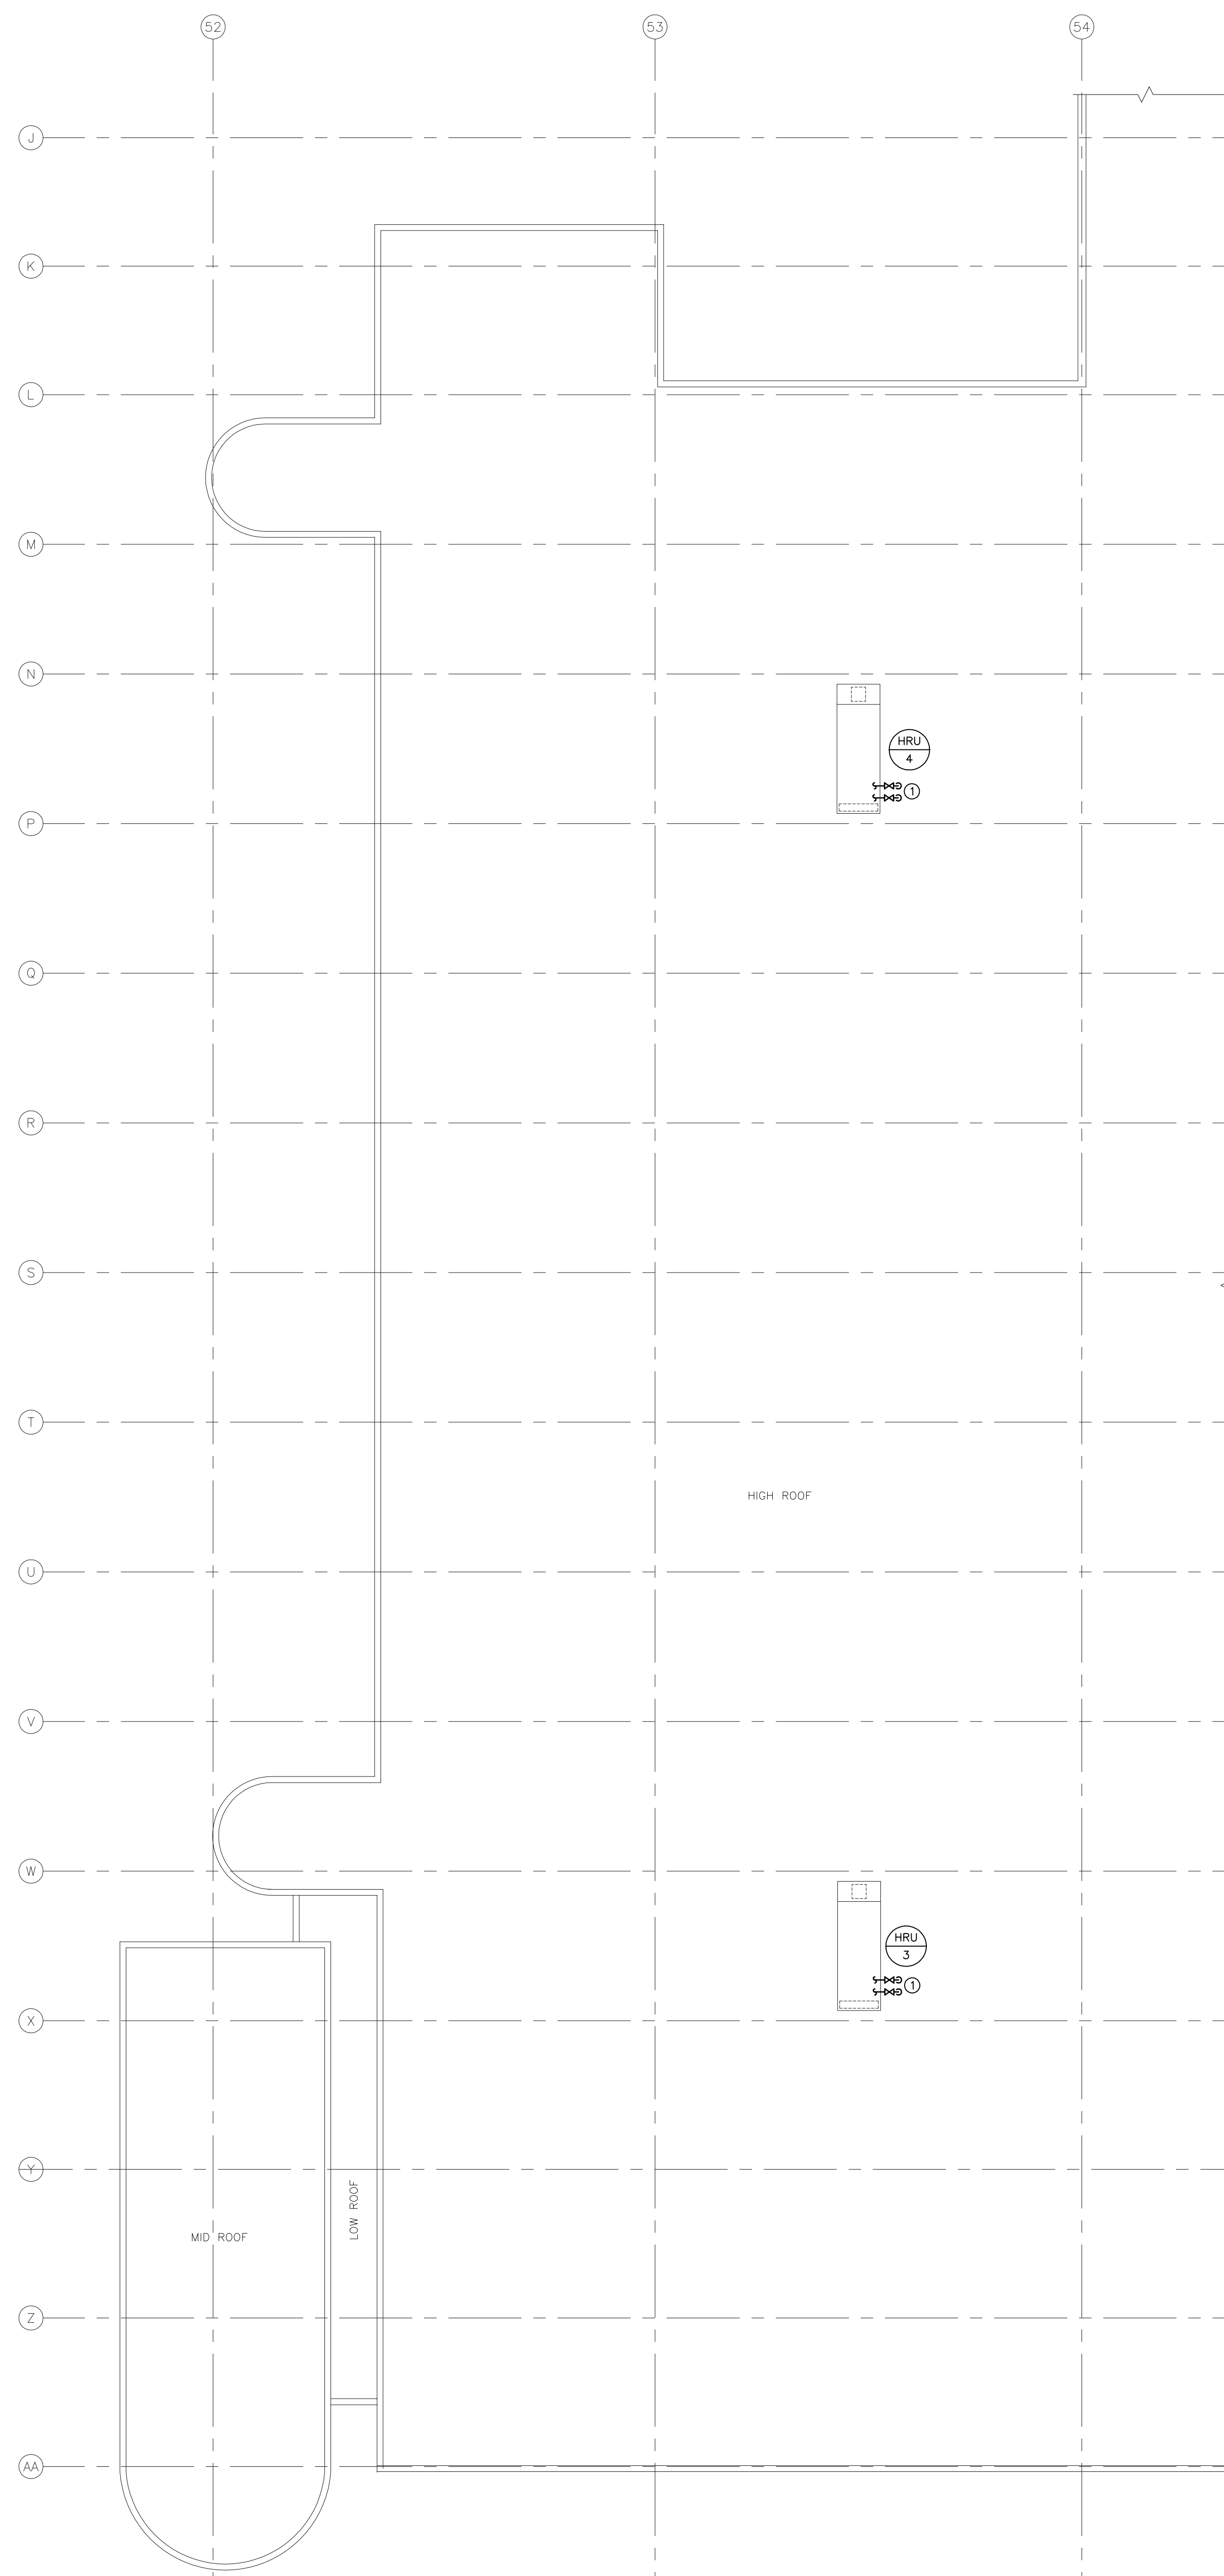 52
53
54
J
K
L
M
N
HRU
4
1
P
Q
R
S
T
HIGH ROOF
U
V
W
HRU
3
1
X
Y
LOW ROOF
MID ROOF
Z
AA